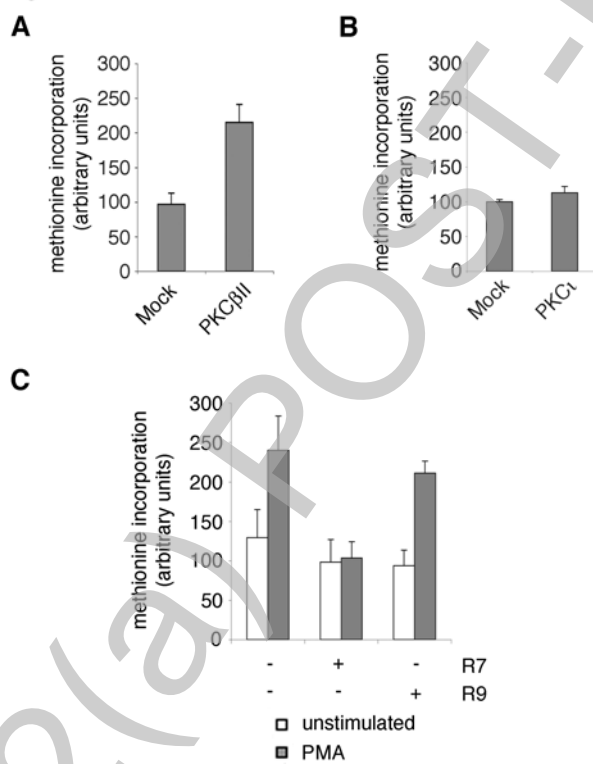 A
B
methionine incorporation
(arbitrary units)
300
250
200
150
100
50
0
Mock
PKCβII
methionine incorporation
(arbitrary units)
300
250
200
150
100
50
0
Mock
PKCι
C
methionine incorporation
(arbitrary units)
300
250
200
150
100
50
0
- + - R7
- - + R9
unstimulated
PMA
P(a) POST-